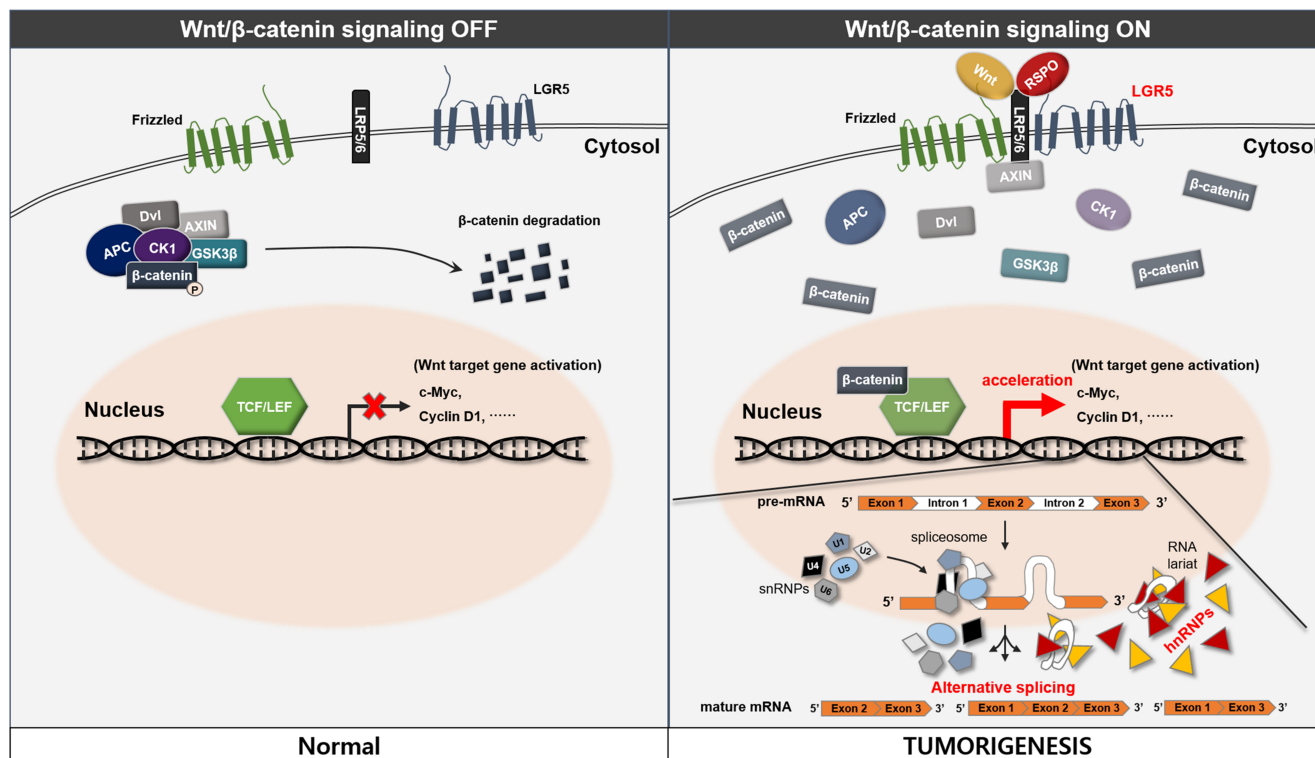 Wnt/β-catenin signaling OFF
LGR5
Frizzled
LRP5/6
Cytosol
Dvl
AXIN
APC
CK1
GSK3β
β-catenin
P
β-catenin degradation
(Wnt target gene activation)
c-Myc,
Cyclin D1, ······
TCF/LEF
Nucleus
Normal
Wnt/β-catenin signaling ON
Wnt
RSPO
LGR5
Frizzled
LRP5/6
Cytosol
AXIN
β-catenin
β-catenin
APC
Dvl
CK1
GSK3β
β-catenin
β-catenin
(Wnt target gene activation)
β-catenin
acceleration
c-Myc,
TCF/LEF
Nucleus
Cyclin D1, ······
pre-mRNA 5’ Exon 1 Intron 1 Exon 2 Intron 2 Exon 3 3’
spliceosome
U1
U2
U4
U5
U6
snRNPs
RNA
lariat
5’ 3’
hnRNPs
Alternative splicing
mature mRNA 5’ Exon 2 Exon 3 3’ 5’ Exon 1 Exon 2 Exon 3 3’ 5’ Exon 1 Exon 3 3’
TUMORIGENESIS